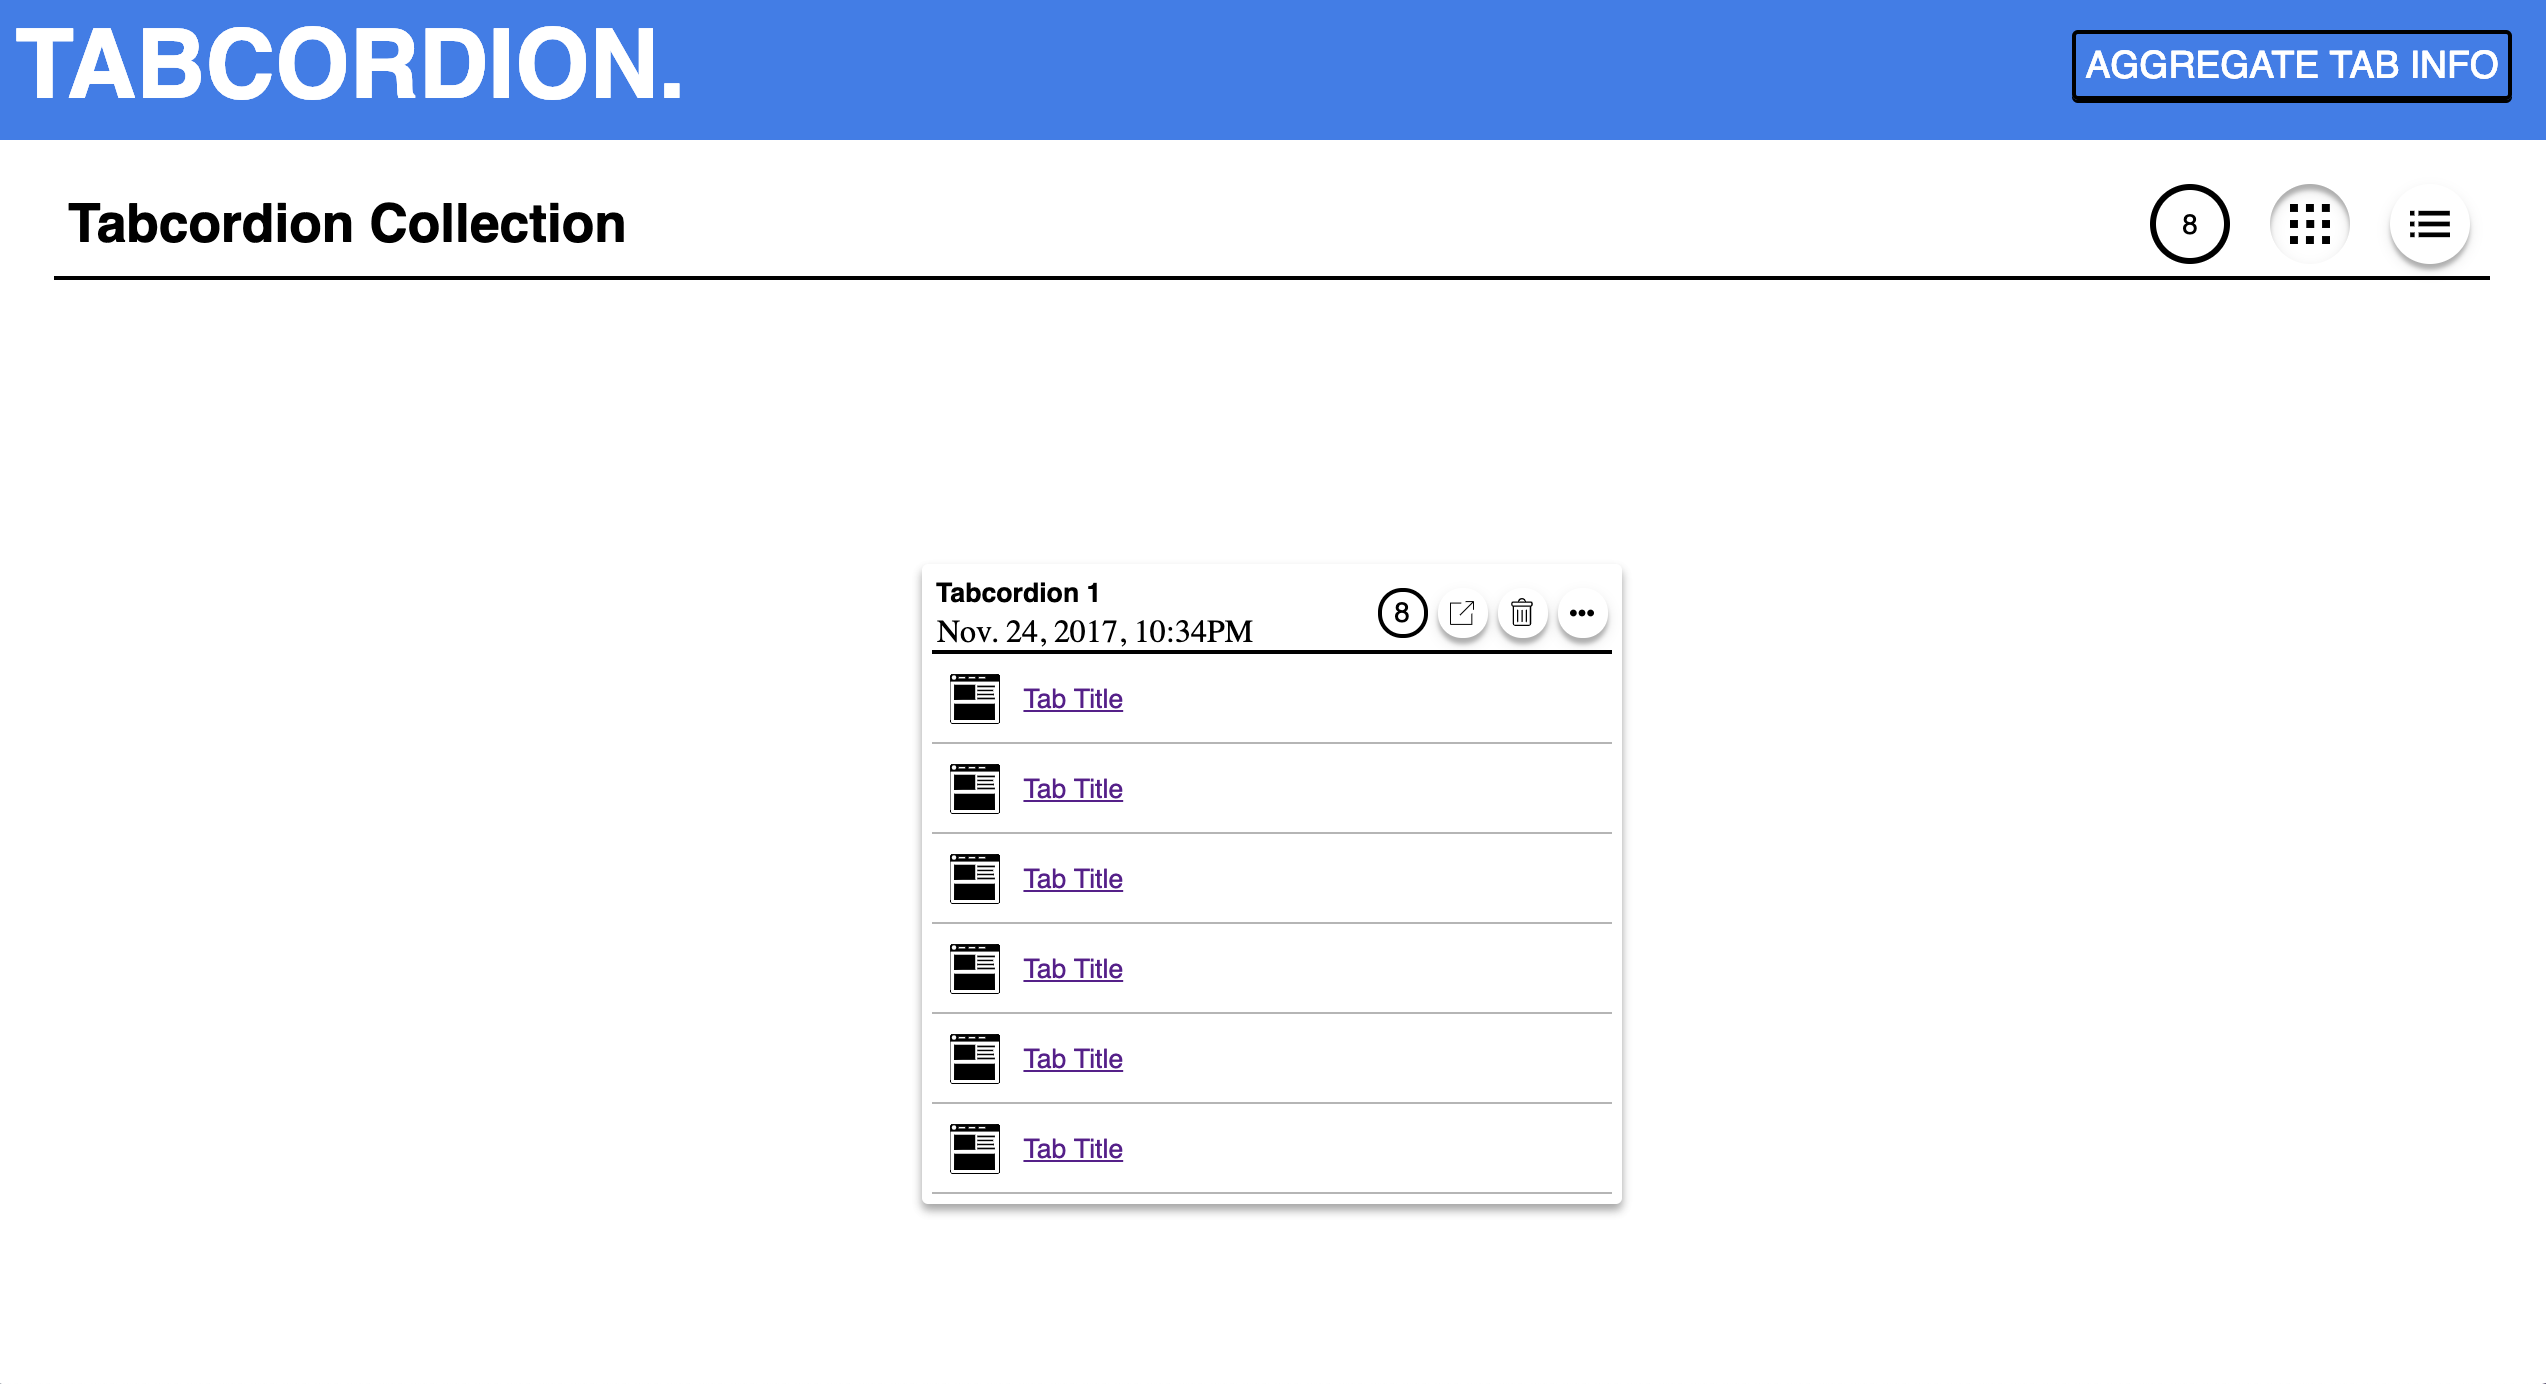 TABCORDION.
AGGREGATE TAB INFO
Tabcordion Collection
8
Tabcordion 1
Nov. 24, 2017, 10:34PM
8
Tab Title
Tab Title
Tab Title
Tab Title
Tab Title
Tab Title